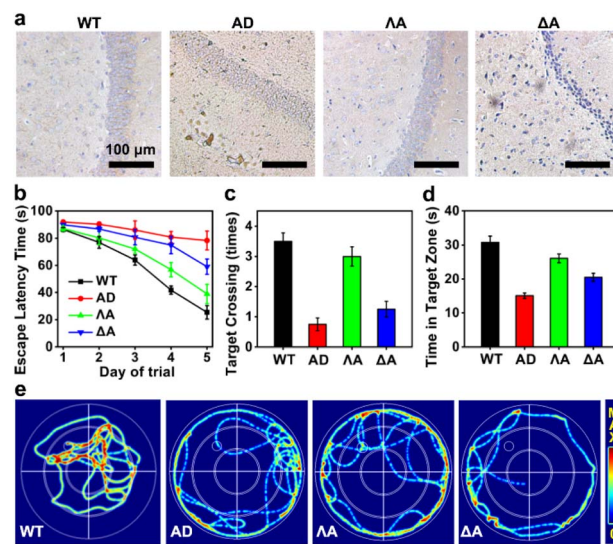 a
WT
AD
ΛA
ΔA
100 μm
b
Escape Latency Time (s)
100
80
60
40
20
0
WT
AD
ΛA
ΔA
1 2 3 4 5
Day of trial
c
Target Crossing (times)
4
3
2
1
0
WT AD ΛA ΔA
d
Time in Target Zone (s)
40
30
20
10
0
WT AD ΛA ΔA
e
WT
AD
ΛA
ΔA